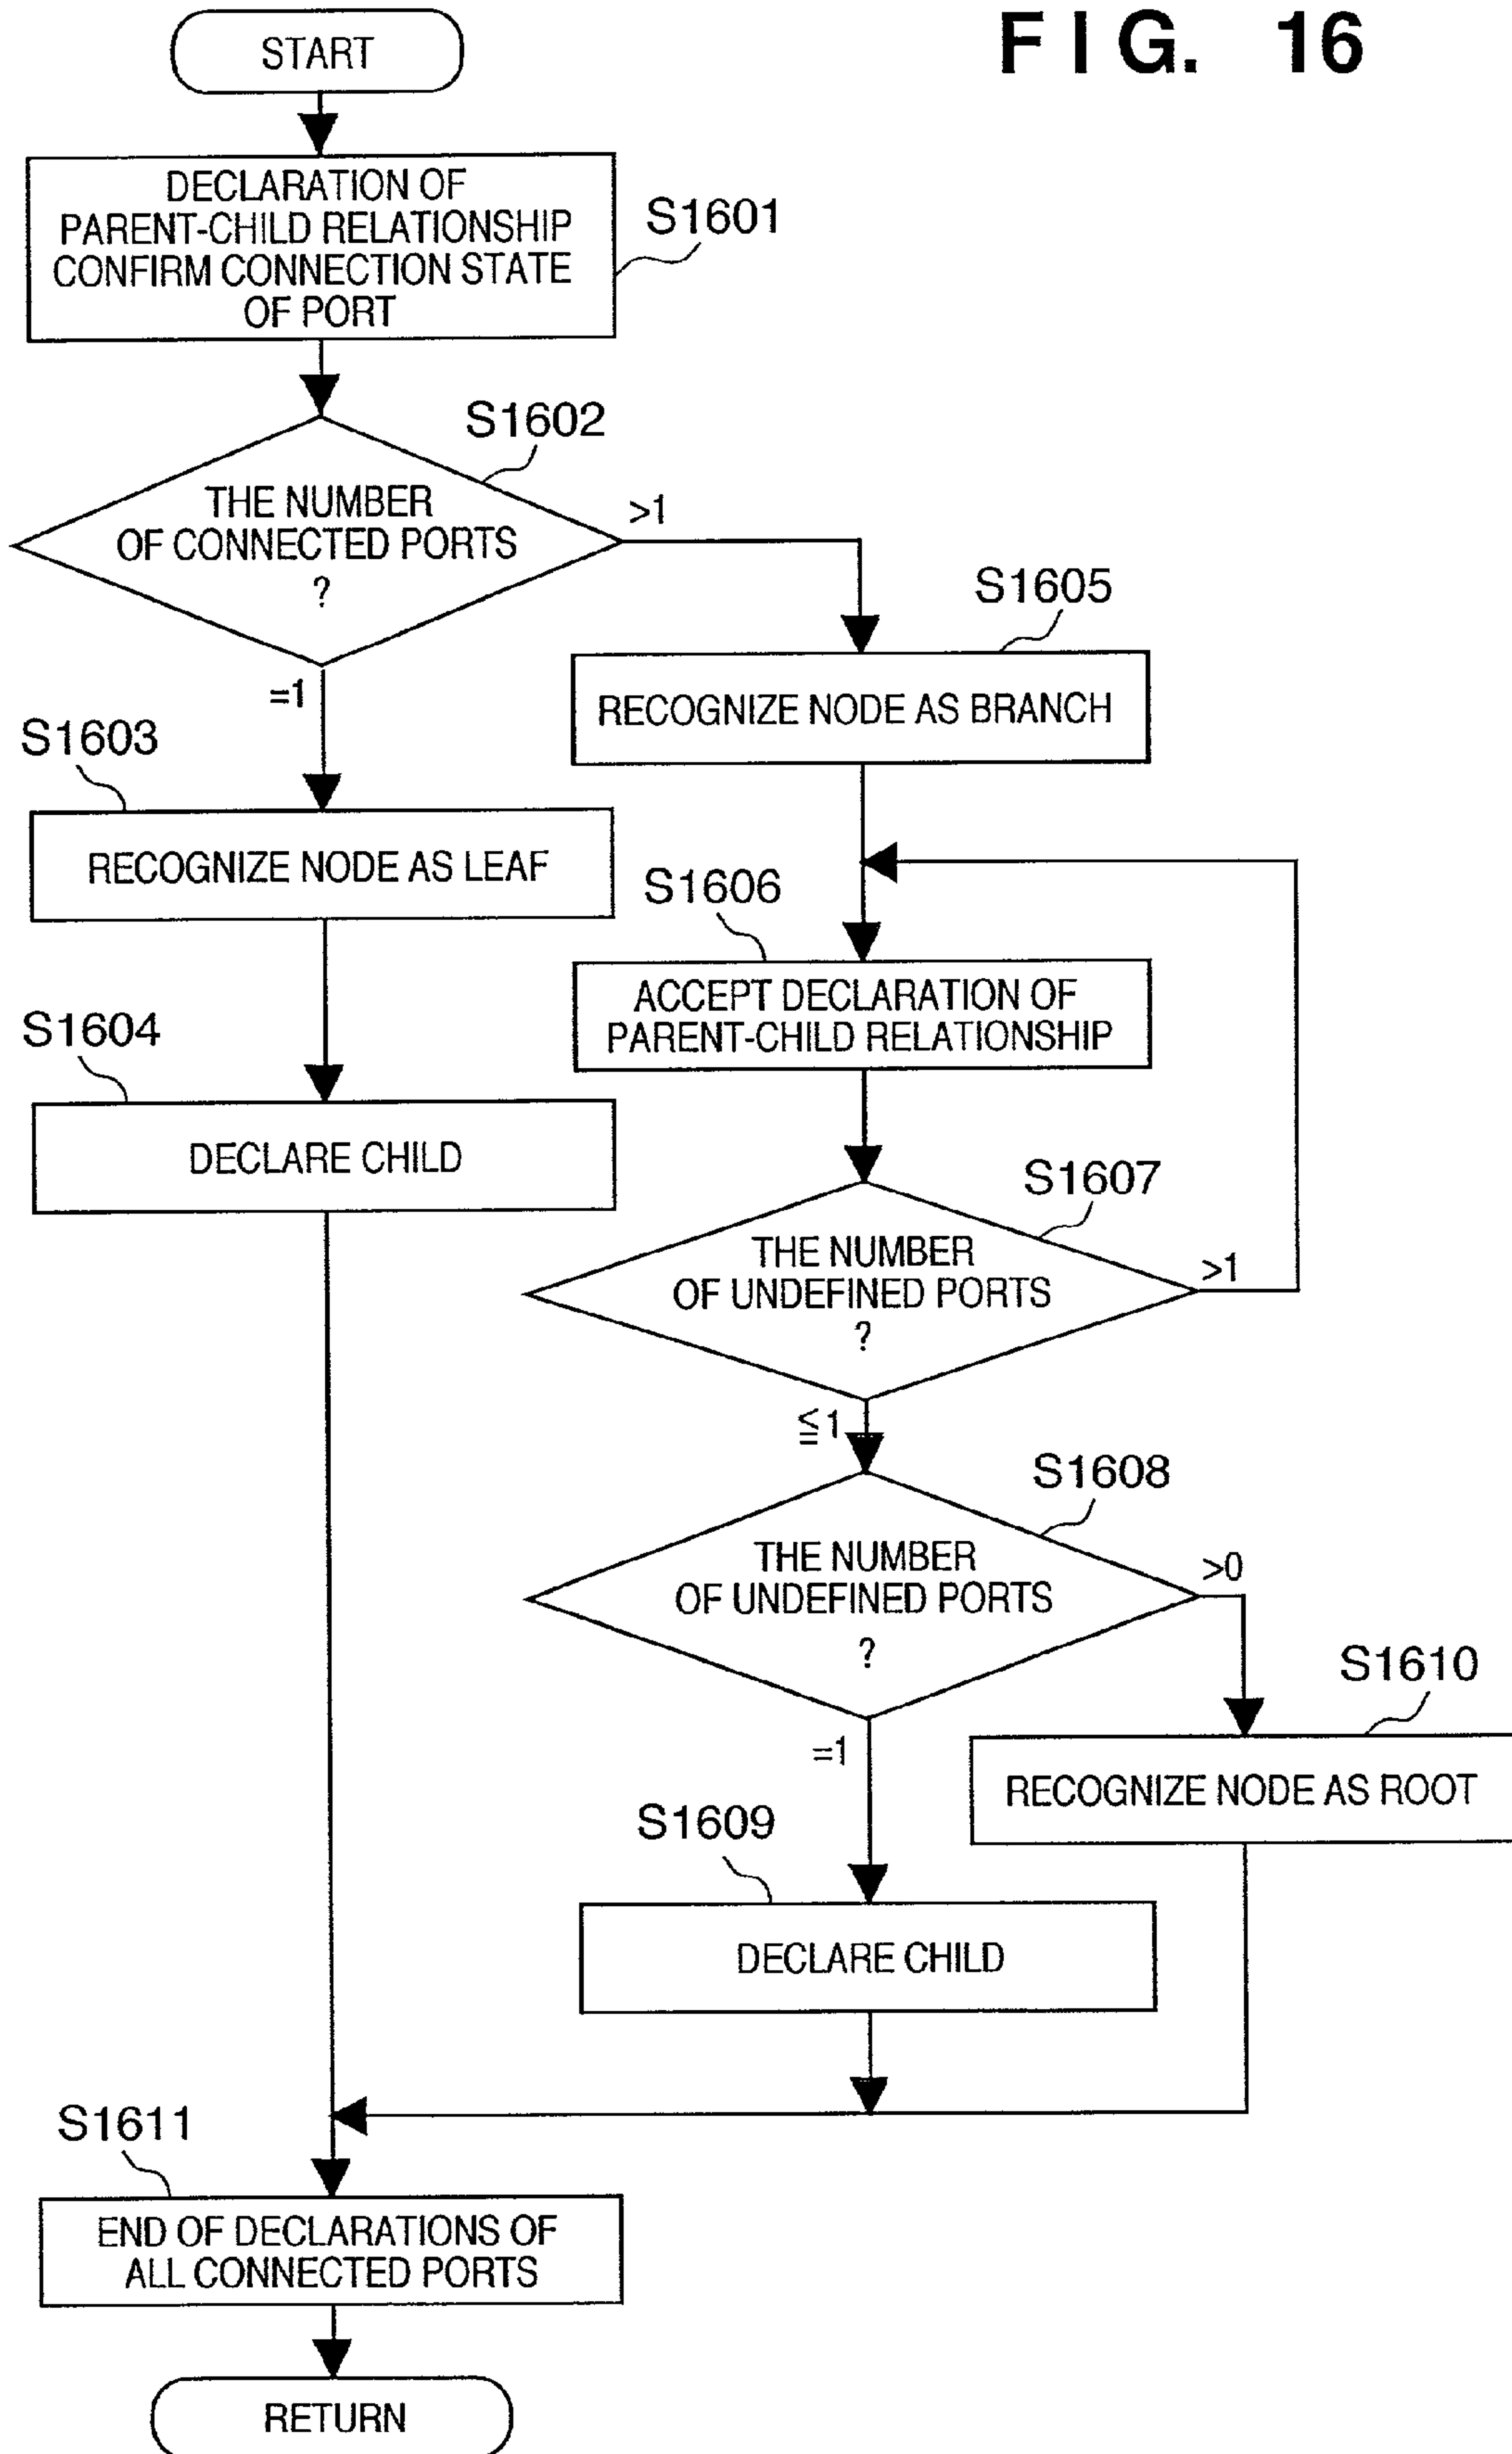 FIG. 16
START
DECLARATION OF
PARENT-CHILD RELATIONSHIP
CONFIRM CONNECTION STATE
OF PORT
S1601
S1602
THE NUMBER
OF CONNECTED PORTS
?
>1
=1
S1603
RECOGNIZE NODE AS LEAF
S1604
DECLARE CHILD
S1605
RECOGNIZE NODE AS BRANCH
S1606
ACCEPT DECLARATION OF
PARENT-CHILD RELATIONSHIP
S1607
THE NUMBER
OF UNDEFINED PORTS
?
>1
≦1
S1608
THE NUMBER
OF UNDEFINED PORTS
?
>0
=1
S1610
RECOGNIZE NODE AS ROOT
S1609
DECLARE CHILD
S1611
END OF DECLARATIONS OF
ALL CONNECTED PORTS
RETURN